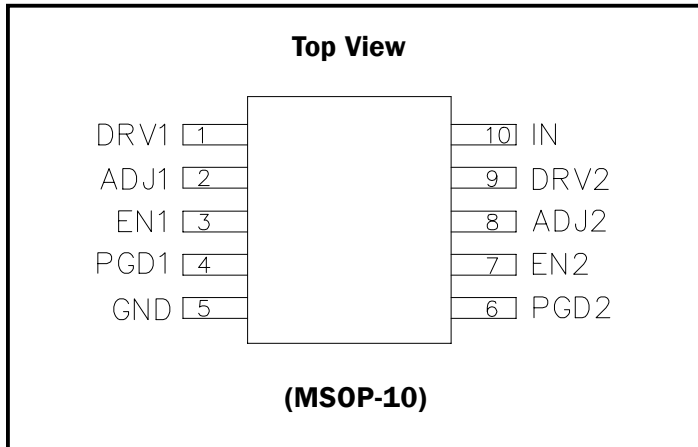 Top View
DRV1 1 10 IN
ADJ1 2 9 DRV2
EN1 3 8 ADJ2
PGD1 4 7 EN2
GND 5 6 PGD2
(MSOP-10)